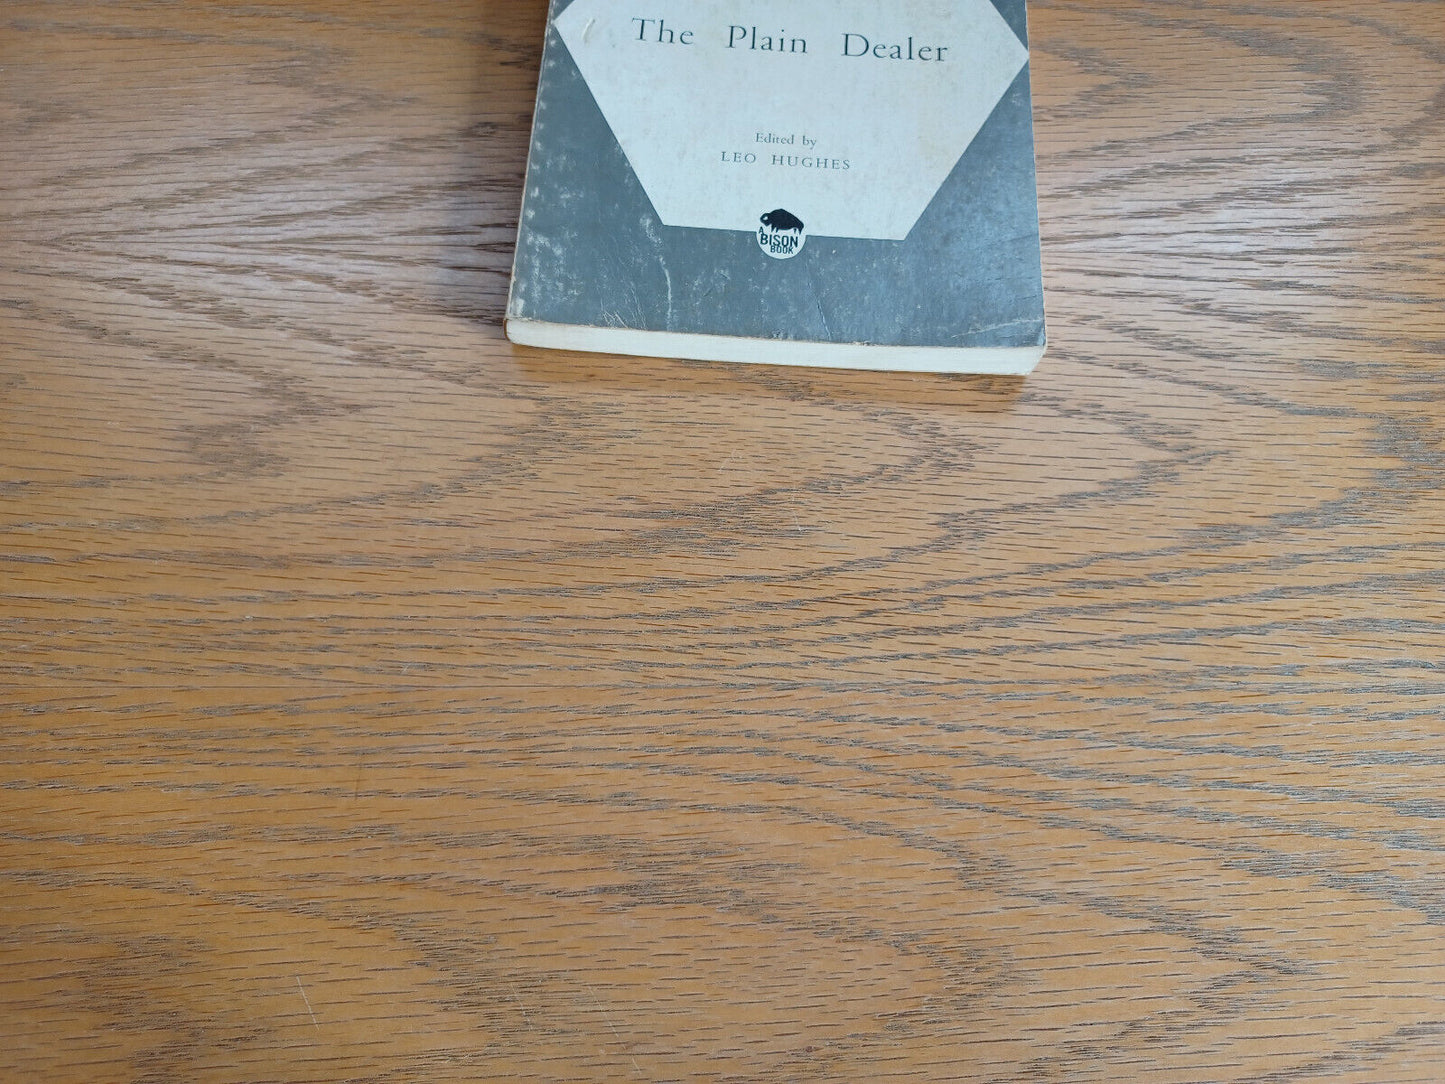 The Plain Dealer
Edited by
LEO HUGHES
A
BISON
BOOK